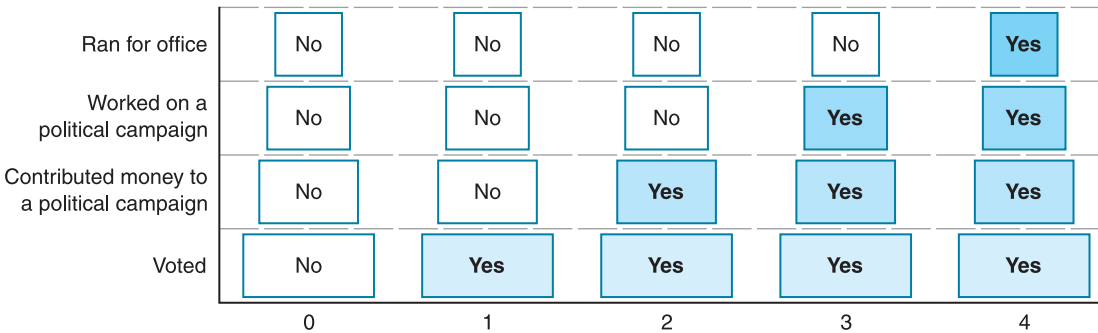 Ran for office No No No No Yes
Worked on a
political campaign No No No Yes Yes
Contributed money to
a political campaign No No Yes Yes Yes
Voted No Yes Yes Yes Yes
0 1 2 3 4